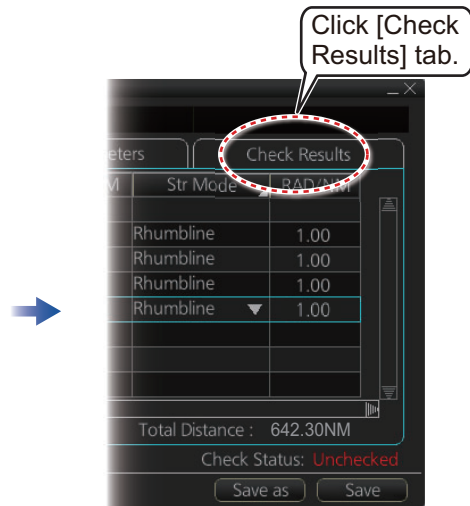 Click [Check
Results] tab.
eters Check Results
M Str Mode RAD/NM
Rhumbline 1.00
Rhumbline 1.00
Rhumbline 1.00
Rhumbline 1.00
Total Distance : 642.30NM
Check Status: Unchecked
Save as Save